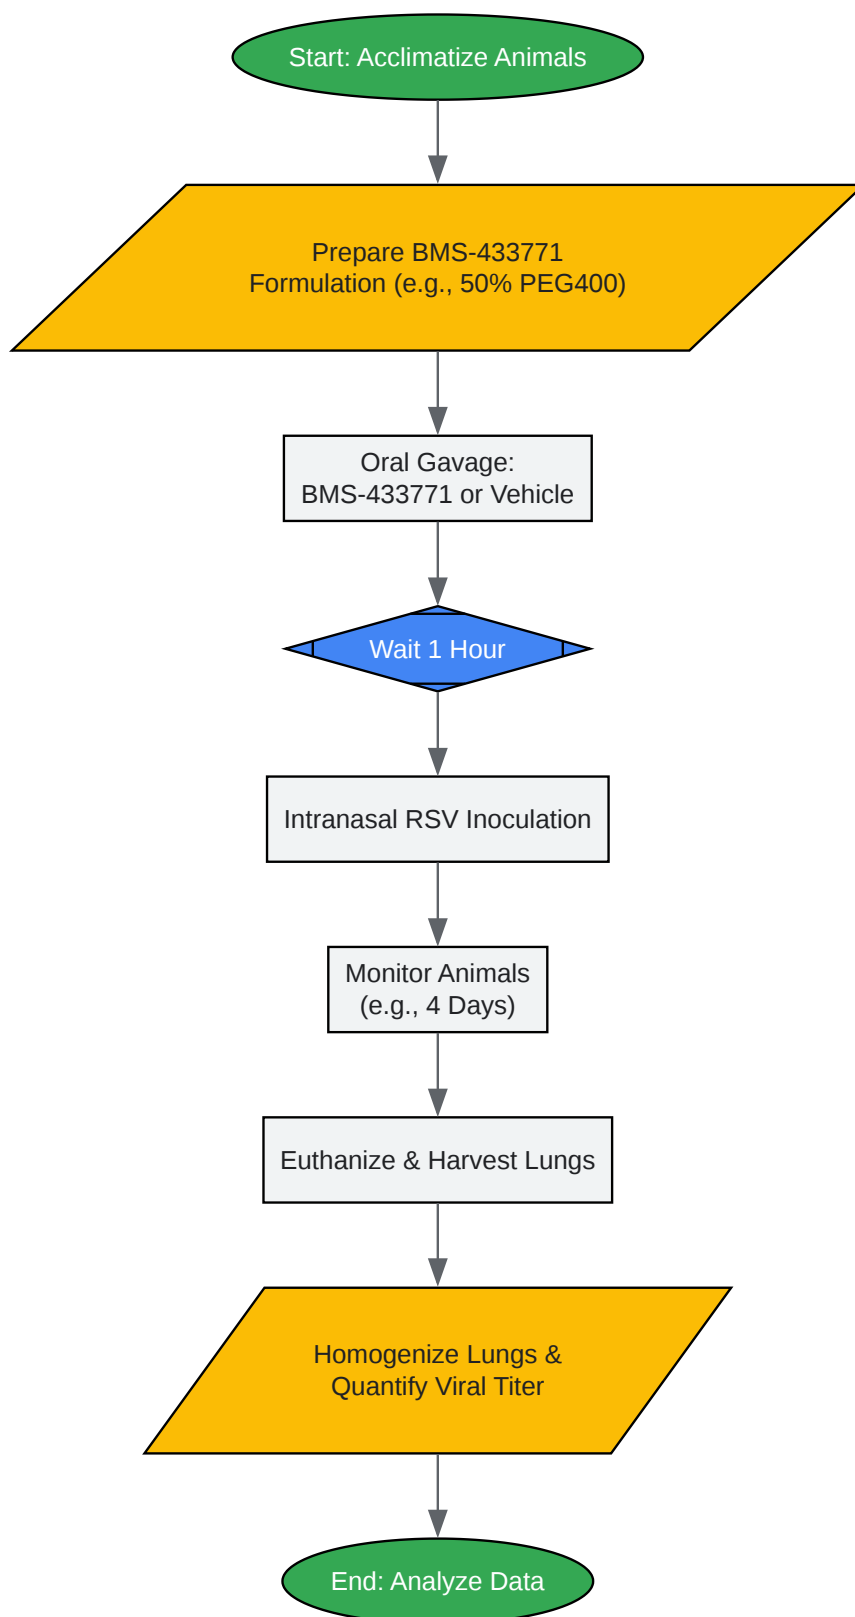 Start: Acclimatize Animals
Prepare BMS-433771
Formulation (e.g., 50% PEG400)
Oral Gavage:
BMS-433771 or Vehicle
Wait 1 Hour
Intranasal RSV Inoculation
Monitor Animals
(e.g., 4 Days)
Euthanize & Harvest Lungs
Homogenize Lungs &
Quantify Viral Titer
End: Analyze Data